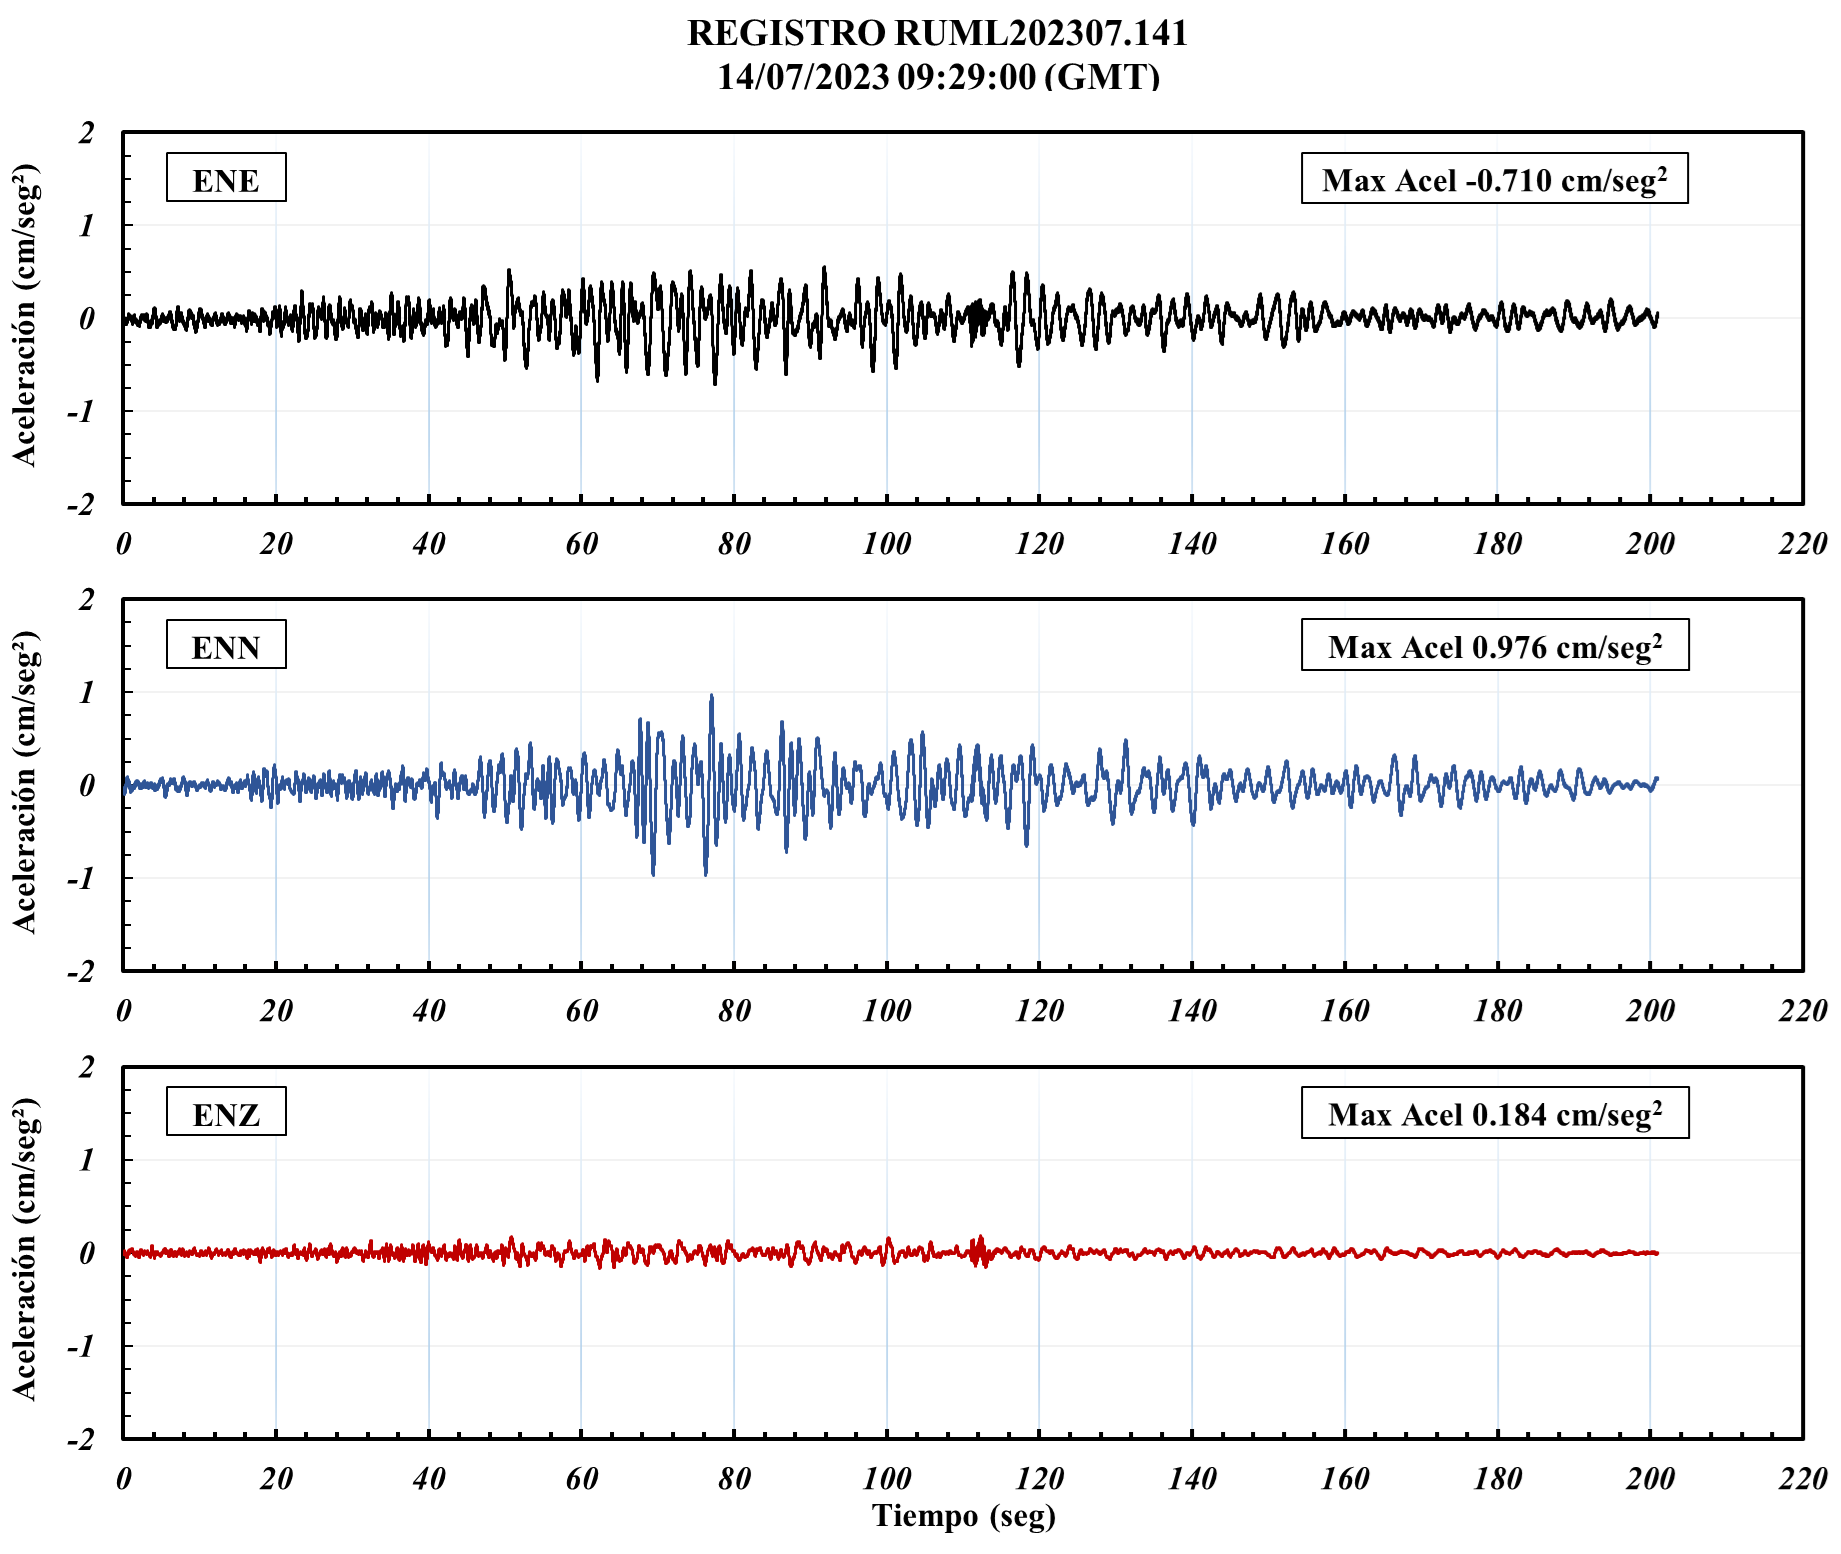 REGISTRO RUML202307.141
14/07/2023 09:29:00 (GMT)
2
1
0
-1
-2
Aceleración (cm/seg²)
ENE
Max Acel -0.710 cm/seg²
0 20 40 60 80 100 120 140 160 180 200 220
2
1
0
-1
-2
Aceleración (cm/seg²)
ENN
Max Acel 0.976 cm/seg²
0 20 40 60 80 100 120 140 160 180 200 220
2
1
0
-1
-2
Aceleración (cm/seg²)
ENZ
Max Acel 0.184 cm/seg²
0 20 40 60 80 100 120 140 160 180 200 220
Tiempo (seg)